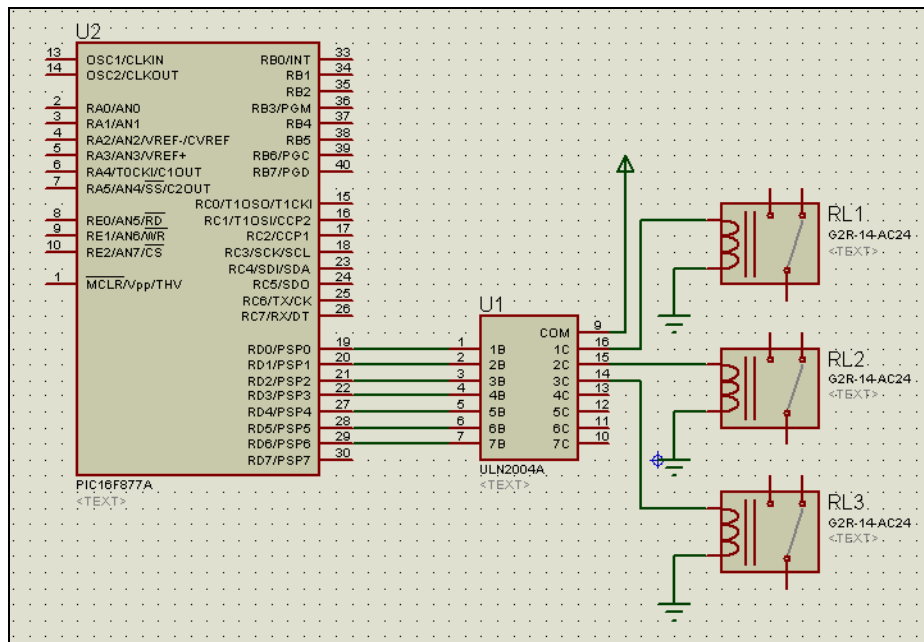 U2
13 OSC1/CLKIN RB0/INT 33
14 OSC2/CLKOUT RB1 34
RB2 35
2 RA0/AN0 RB3/PGM 36
3 RA1/AN1 RB4 37
4 RA2/AN2/VREF-/CVREF RB5 38
5 RA3/AN3/VREF+ RB6/PGC 39
6 RA4/T0CKI/C1OUT RB7/PGD 40
7 RA5/AN4/SS/C2OUT
RC0/T1OSO/T1CKI 15
8 RE0/AN5/RD RC1/T1OSI/CCP2 16
9 RE1/AN6/WR RC2/CCP1 17
10 RE2/AN7/CS RC3/SCK/SCL 18
RC4/SDI/SDA 23
1 MCLR/Vpp/THV RC5/SDO 24
RC6/TX/CK 25
RC7/RX/DT 26
RD0/PSP0 19
RD1/PSP1 20
RD2/PSP2 21
RD3/PSP3 22
RD4/PSP4 27
RD5/PSP5 28
RD6/PSP6 29
RD7/PSP7 30
PIC16F877A
<TEXT>
U1
COM 9
1 1B 1C 16
2 2B 2C 15
3 3B 3C 14
4 4B 4C 13
5 5B 5C 12
6 6B 6C 11
7 7B 7C 10
ULN2004A
<TEXT>
RL1
G2R-14-AC24
<TEXT>
RL2
G2R-14-AC24
<TEXT>
RL3
G2R-14-AC24
<TEXT>